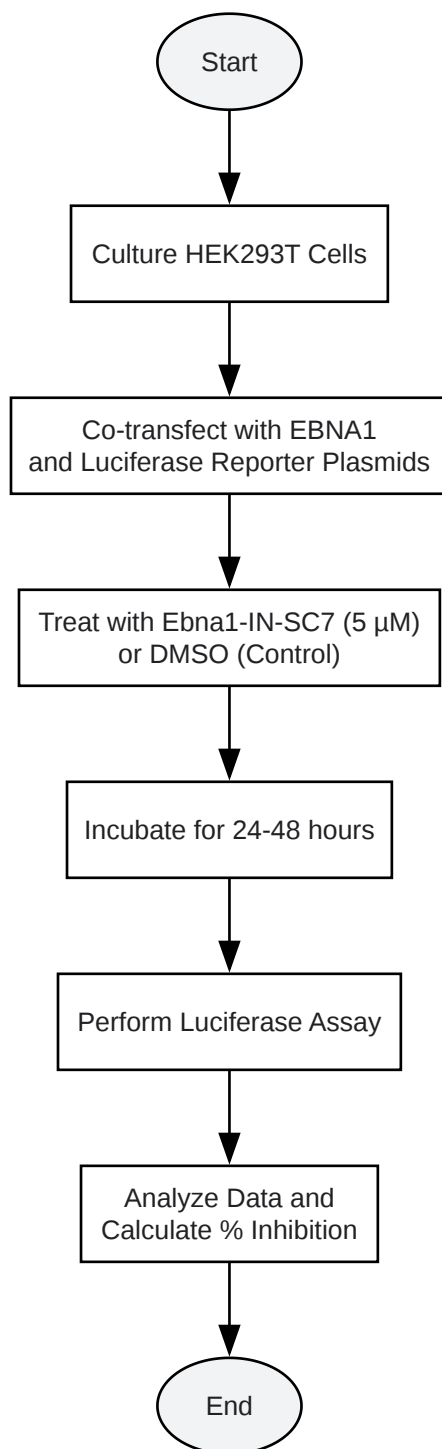 Start
Culture HEK293T Cells
Co-transfect with EBNA1
and Luciferase Reporter Plasmids
Treat with Ebna1-IN-SC7 (5 µM)
or DMSO (Control)
Incubate for 24-48 hours
Perform Luciferase Assay
Analyze Data and
Calculate % Inhibition
End